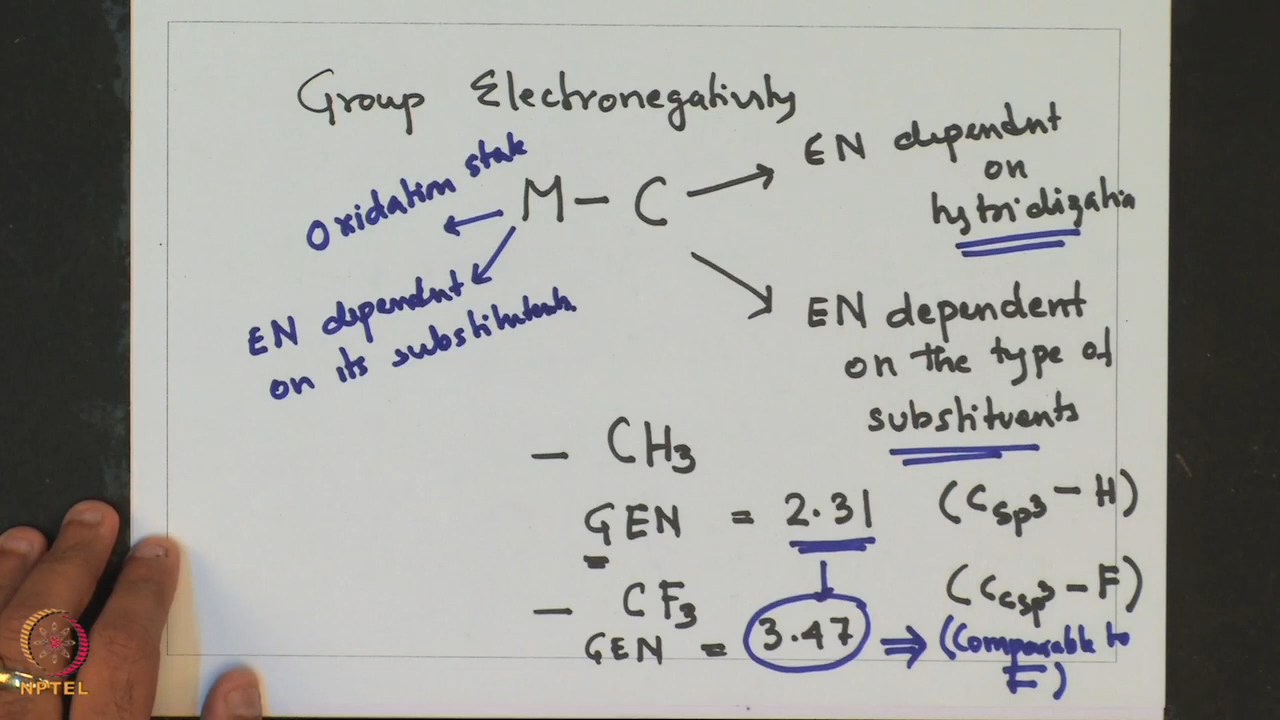 Group Electronegativity
Oxidation state
M – C
EN dependent
on
hybridization
EN dependent
on its substituents
EN dependent
on the type of
substituents
– CH3
GEN = 2.31 (Csp3 – H)
– CF3 (Ccsp3 – F)
GEN = 3.47 ⇒ (Comparable to
F)
NPTEL